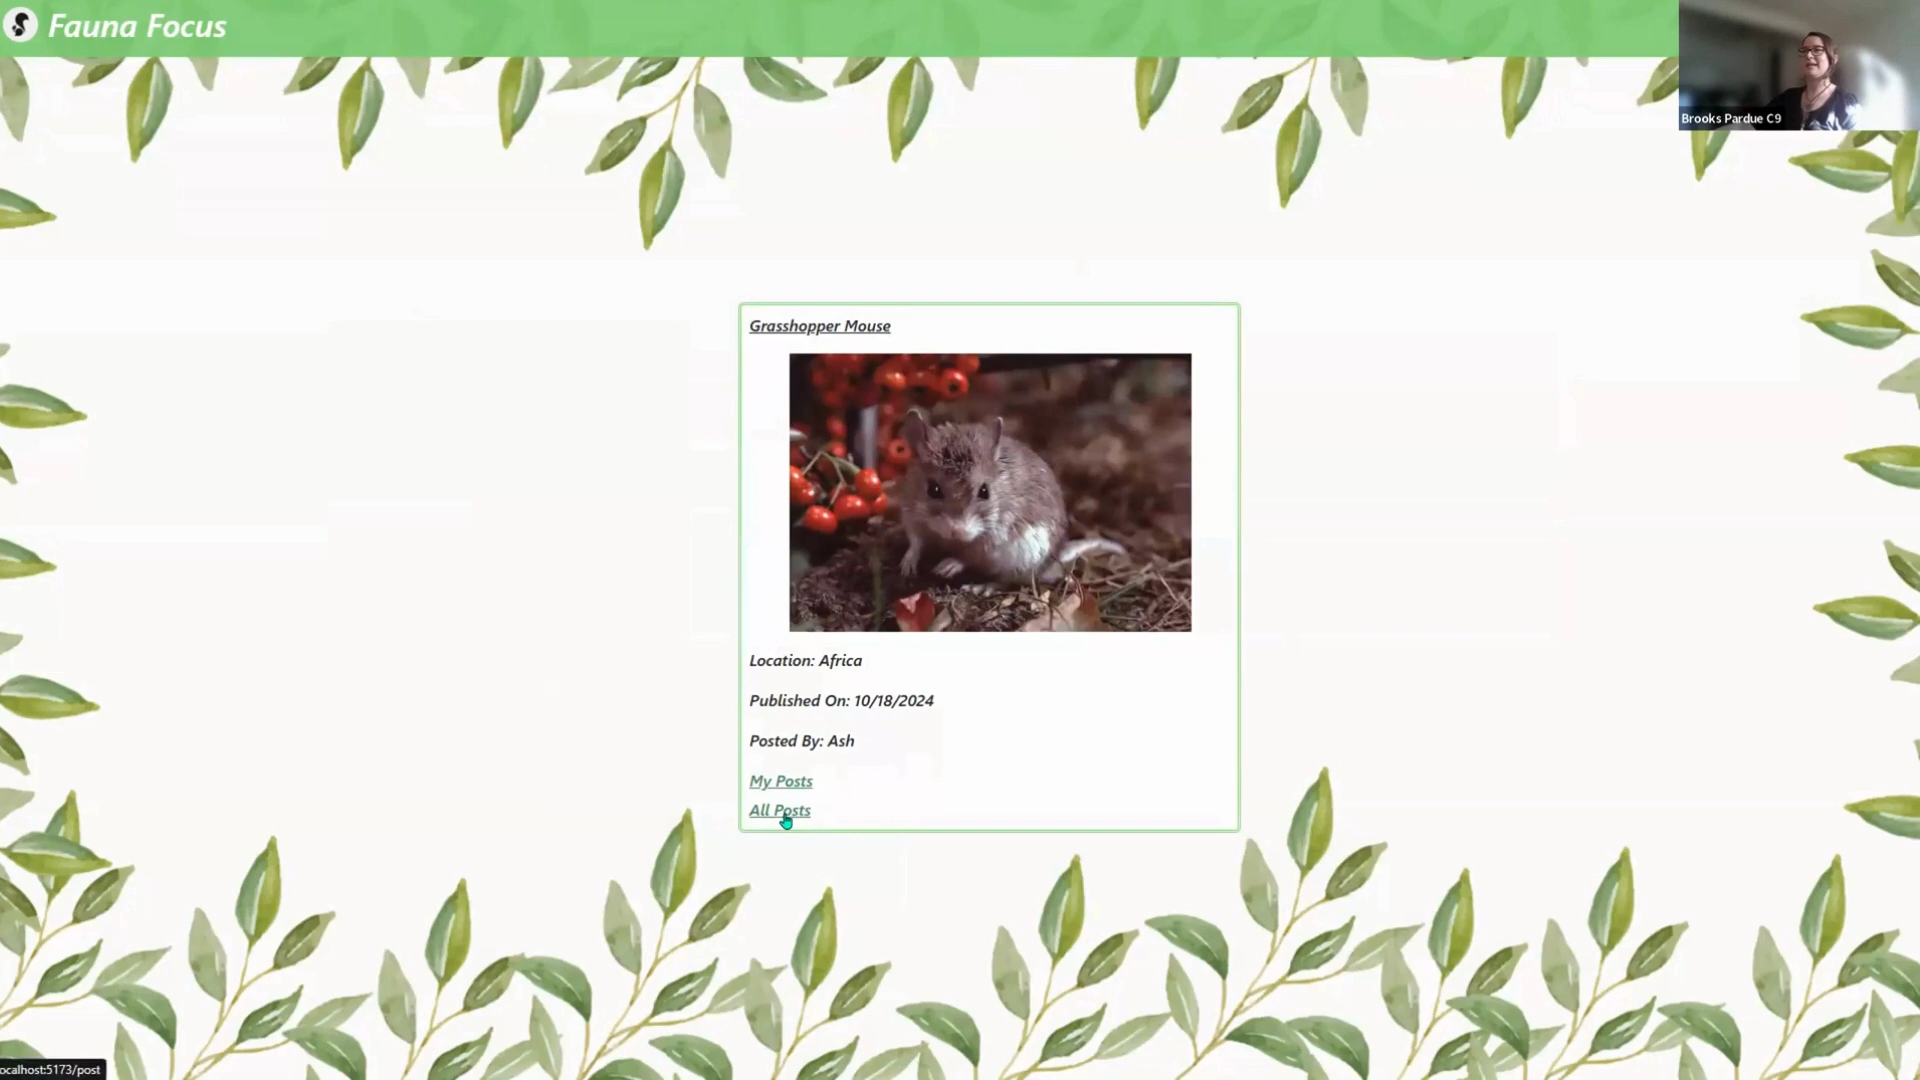 Fauna Focus
Brooks Pardue C9
Grasshopper Mouse
Location: Africa
Published On: 10/18/2024
Posted By: Ash
My Posts
All Posts
ocalhost:5173/post